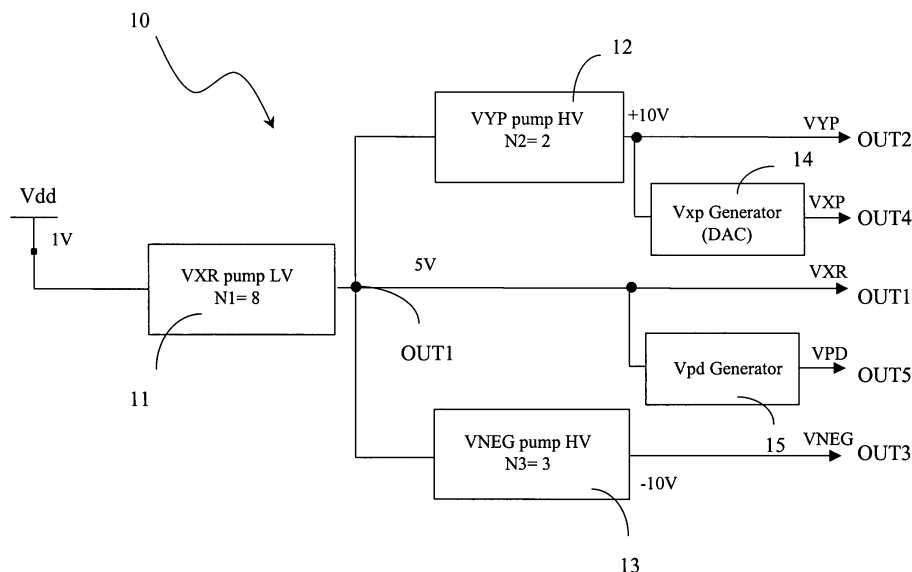 10
12
VYP pump HV
N2= 2
+10V
VYP
OUT2
14
Vxp Generator
(DAC)
VXP
OUT4
Vdd
1V
VXR pump LV
N1= 8
5V
VXR
OUT1
OUT1
11
Vpd Generator
VPD
OUT5
15
VNEG pump HV
N3= 3
VNEG
OUT3
-10V
13